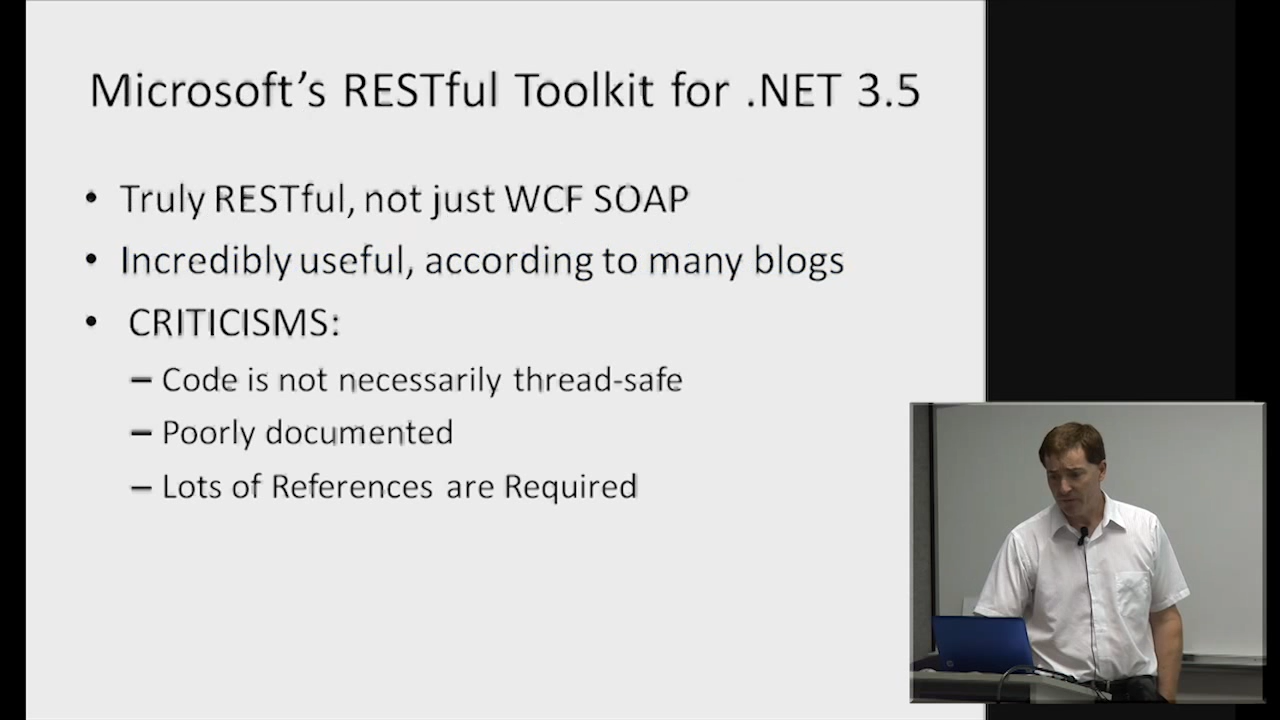 Microsoft's RESTful Toolkit for .NET 3.5
• Truly RESTful, not just WCF SOAP
• Incredibly useful, according to many blogs
• CRITICISMS:
– Code is not necessarily thread-safe
– Poorly documented
– Lots of References are Required